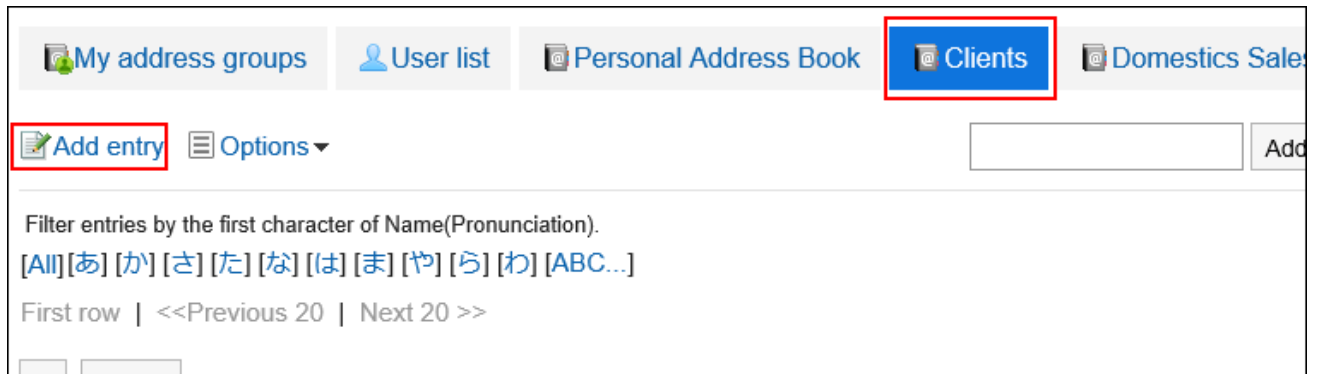 My address groups User list Personal Address Book Clients Domestics Sales
Add entry Options Add
Filter entries by the first character of Name(Pronunciation).
[All] [あ] [か] [さ] [た] [な] [は] [ま] [や] [ら] [わ] [ABC...]
First row | <<Previous 20 | Next 20 >>